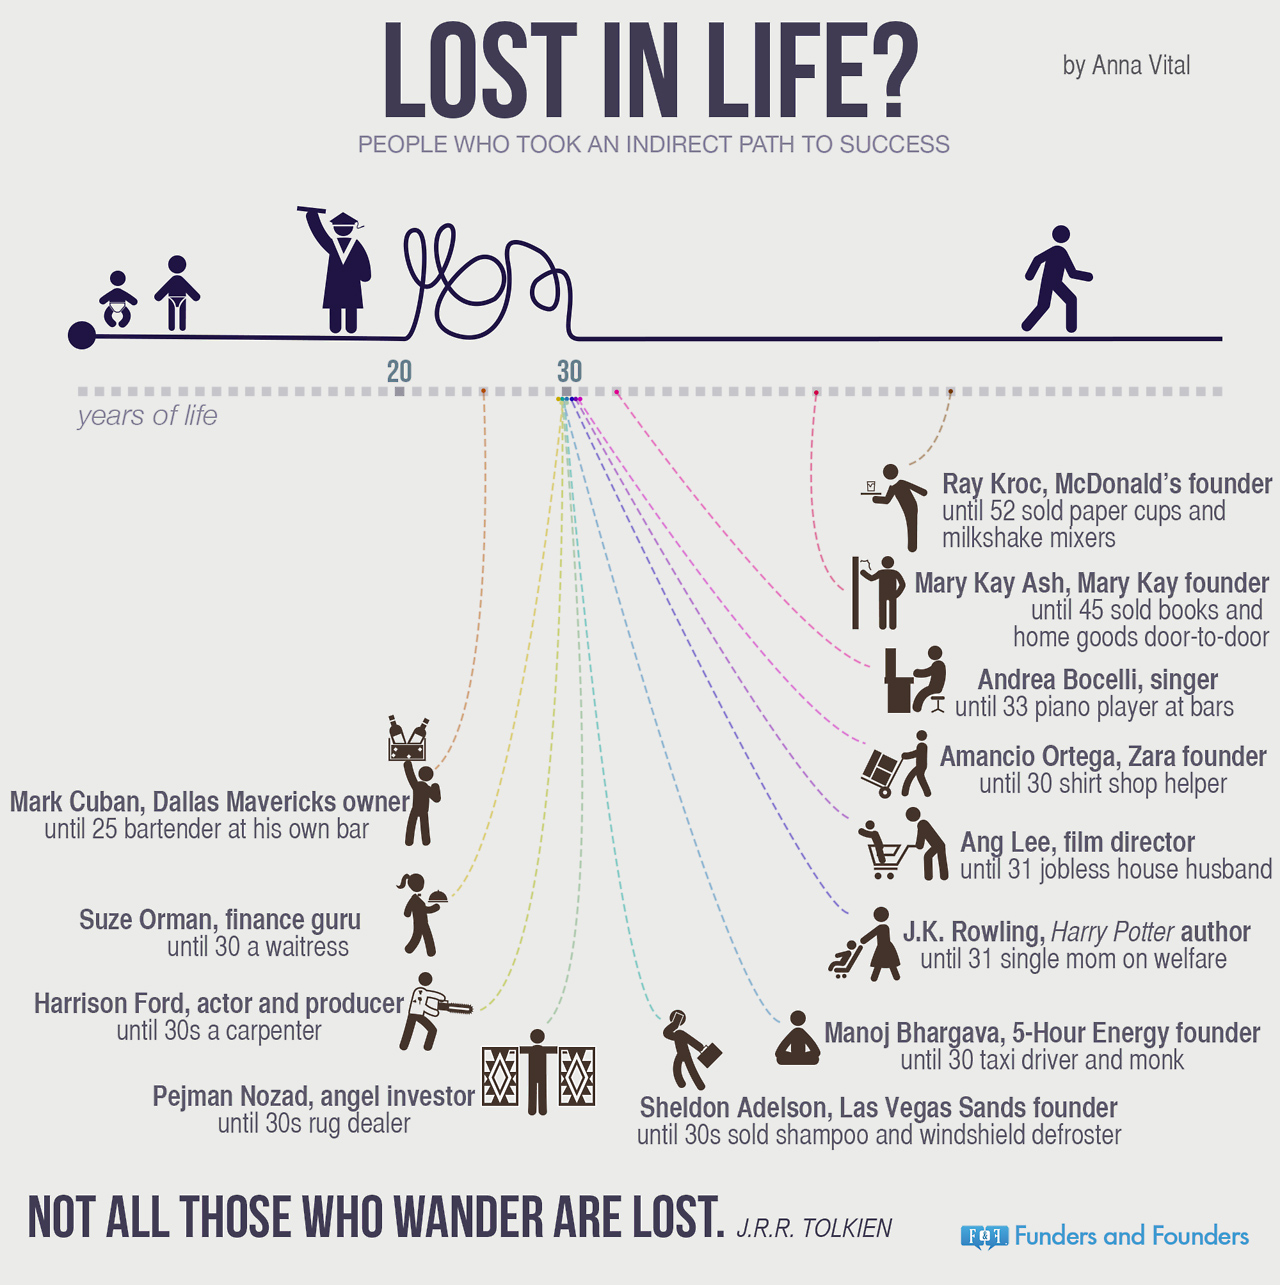 LOST IN LIFE?
by Anna Vital
PEOPLE WHO TOOK AN INDIRECT PATH TO SUCCESS
20
30
years of life
Ray Kroc, McDonald's founder
until 52 sold paper cups and
milkshake mixers
Mary Kay Ash, Mary Kay founder
until 45 sold books and
home goods door-to-door
Andrea Bocelli, singer
until 33 piano player at bars
Amancio Ortega, Zara founder
until 30 shirt shop helper
Ang Lee, film director
until 31 jobless house husband
J.K. Rowling, Harry Potter author
until 31 single mom on welfare
Manoj Bhargava, 5-Hour Energy founder
until 30 taxi driver and monk
Sheldon Adelson, Las Vegas Sands founder
until 30s sold shampoo and windshield defroster
Mark Cuban, Dallas Mavericks owner
until 25 bartender at his own bar
Suze Orman, finance guru
until 30 a waitress
Harrison Ford, actor and producer
until 30s a carpenter
Pejman Nozad, angel investor
until 30s rug dealer
NOT ALL THOSE WHO WANDER ARE LOST. J.R.R. TOLKIEN
F&F. Funders and Founders